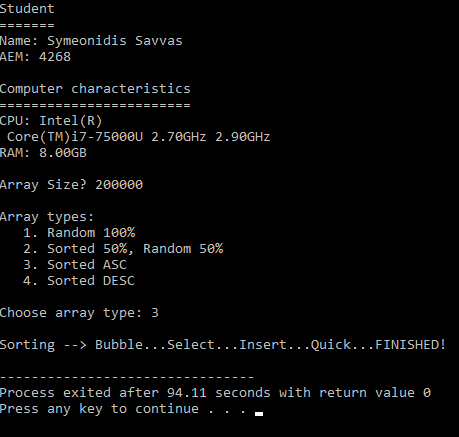 Student
=======
Name: Symeonidis Savvas
AEM: 4268
Computer characteristics
========================
CPU: Intel(R)
Core(TM)i7-75000U 2.70GHz 2.90GHz
RAM: 8.00GB
Array Size? 200000
Array types:
1. Random 100%
2. Sorted 50%, Random 50%
3. Sorted ASC
4. Sorted DESC
Choose array type: 3
Sorting --> Bubble...Select...Insert...Quick...FINISHED!
--------------------------------
Process exited after 94.11 seconds with return value 0
Press any key to continue . . .